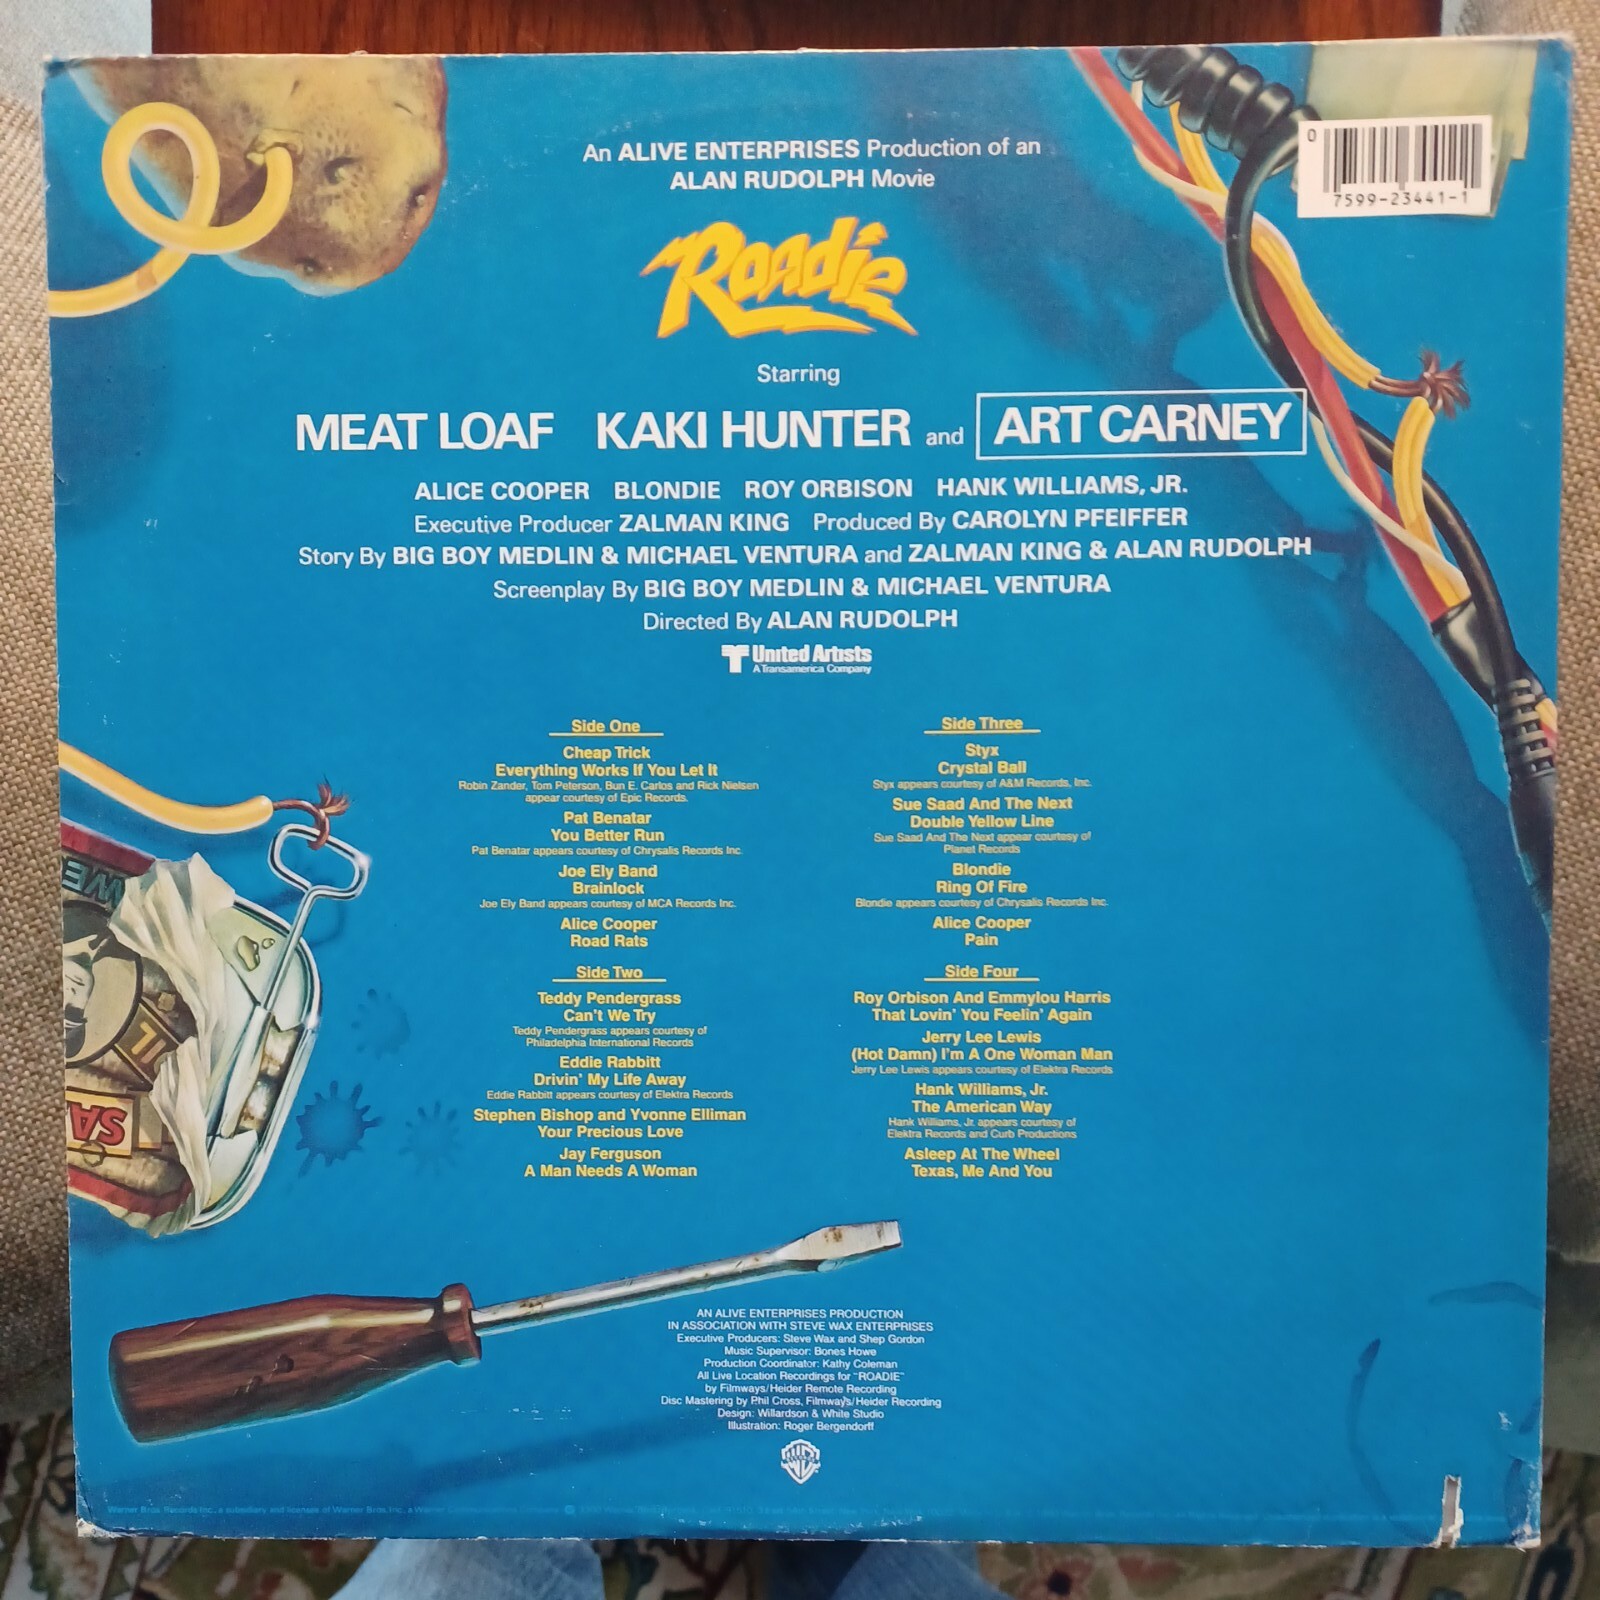 An ALIVE ENTERPRISES Production of an
ALAN RUDOLPH Movie
0
7599-23441-1
Roadie
Starring
MEAT LOAF KAKI HUNTER and ART CARNEY
ALICE COOPER BLONDIE ROY ORBISON HANK WILLIAMS, JR.
Executive Producer ZALMAN KING Produced By CAROLYN PFEIFFER
Story By BIG BOY MEDLIN & MICHAEL VENTURA and ZALMAN KING & ALAN RUDOLPH
Screenplay By BIG BOY MEDLIN & MICHAEL VENTURA
Directed By ALAN RUDOLPH
United Artists
A Transamerica Company
Side One
Cheap Trick
Everything Works If You Let It
Robin Zander, Tom Peterson, Bun E. Carlos and Rick Nielsen
appear courtesy of Epic Records.
Pat Benatar
You Better Run
Pat Benatar appears courtesy of Chrysalis Records Inc.
Joe Ely Band
Brainlock
Joe Ely Band appears courtesy of MCA Records Inc.
Alice Cooper
Road Rats
Side Two
Teddy Pendergrass
Can't We Try
Teddy Pendergrass appears courtesy of
Philadelphia International Records
Eddie Rabbitt
Drivin' My Life Away
Eddie Rabbitt appears courtesy of Elektra Records
Stephen Bishop and Yvonne Elliman
Your Precious Love
Jay Ferguson
A Man Needs A Woman
Side Three
Styx
Crystal Ball
Styx appears courtesy of A&M Records, Inc.
Sue Saad And The Next
Double Yellow Line
Sue Saad And The Next appear courtesy of
Planet Records
Blondie
Ring Of Fire
Blondie appears courtesy of Chrysalis Records Inc.
Alice Cooper
Pain
Side Four
Roy Orbison And Emmylou Harris
That Lovin' You Feelin' Again
Jerry Lee Lewis
(Hot Damn) I'm A One Woman Man
Jerry Lee Lewis appears courtesy of Elektra Records
Hank Williams, Jr.
The American Way
Hank Williams, Jr. appears courtesy of
Elektra Records and Curb Productions
Asleep At The Wheel
Texas, Me And You
SA
IL
AN ALIVE ENTERPRISES PRODUCTION
IN ASSOCIATION WITH STEVE WAX ENTERPRISES
Executive Producers: Steve Wax and Shep Gordon
Music Supervisor: Bones Howe
Production Coordinator: Kathy Coleman
All Live Location Recordings for "ROADIE"
by Filmways/Heider Remote Recording
Disc Mastering by Phil Cross, Filmways/Heider Recording
Design: Willardson & White Studio
Illustration: Roger Bergendorff
WB
Warner Bros. Records Inc., a subsidiary and licensee of Warner Bros. Inc., a Warner